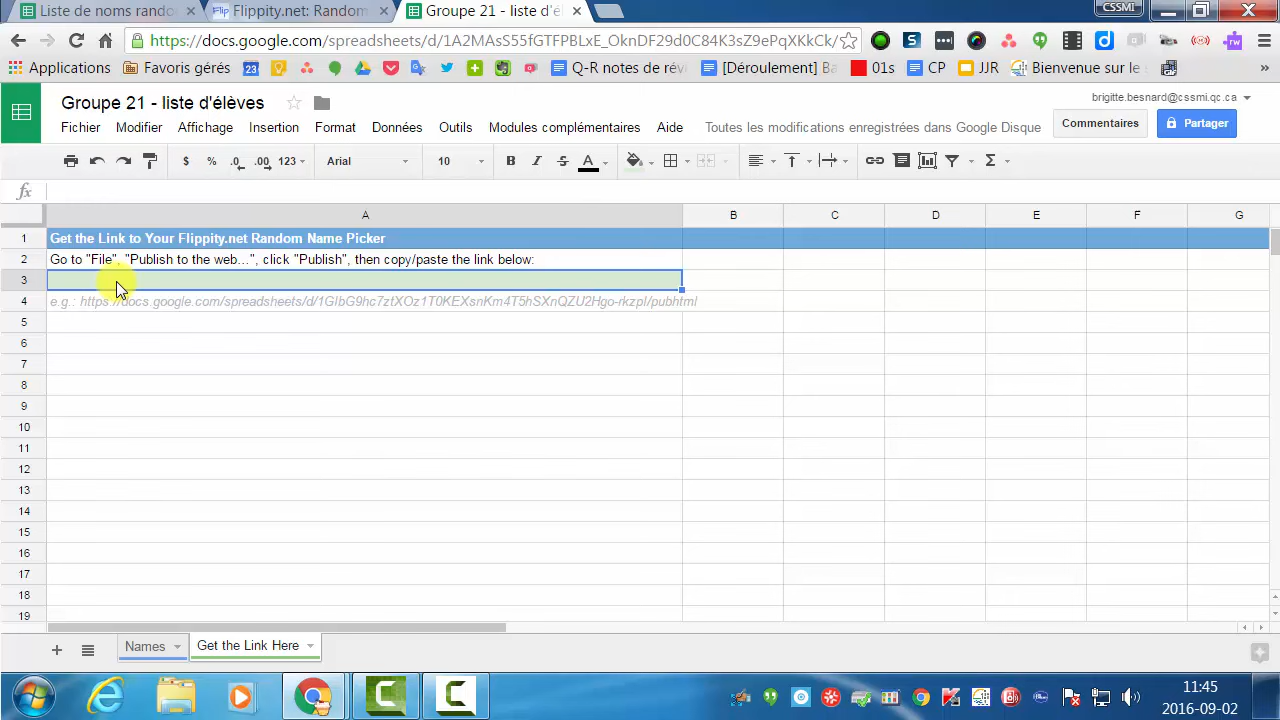 Liste de noms rando
Flippity.net: Random
Groupe 21 - liste d'él
CSSMI
https://docs.google.com/spreadsheets/d/1A2MAsS55fGTFPBLxE_OknDF29d0C84K3sZ9ePqXKkCk/
Applications Favoris gérés Q-R notes de rév [Déroulement] Ba 01s CP JJR Bienvenue sur le »
Groupe 21 - liste d'élèves
brigitte.besnard@cssmi.qc.ca
Fichier Modifier Affichage Insertion Format Données Outils Modules complémentaires Aide Toutes les modifications enregistrées dans Google Disque
Commentaires Partager
$ % .0 .00 123 Arial 10 B I S A Σ
fx
A B C D E F G
1 Get the Link to Your Flippity.net Random Name Picker
2 Go to "File", "Publish to the web...", click "Publish", then copy/paste the link below:
3
4 e.g.: https://docs.google.com/spreadsheets/d/1GIbG9hc7ztXOz1T0KEXsnKm4T5hSXnQZU2Hgo-rkzpI/pubhtml
5
6
7
8
9
10
11
12
13
14
15
16
17
18
19
+ Names Get the Link Here
11:45
2016-09-02